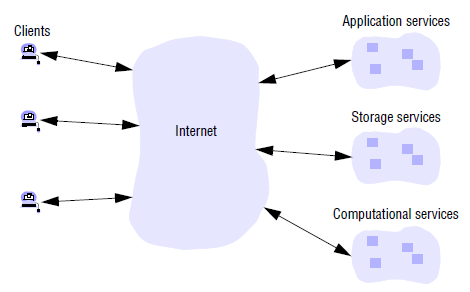 Clients
Application services
Internet
Storage services
Computational services